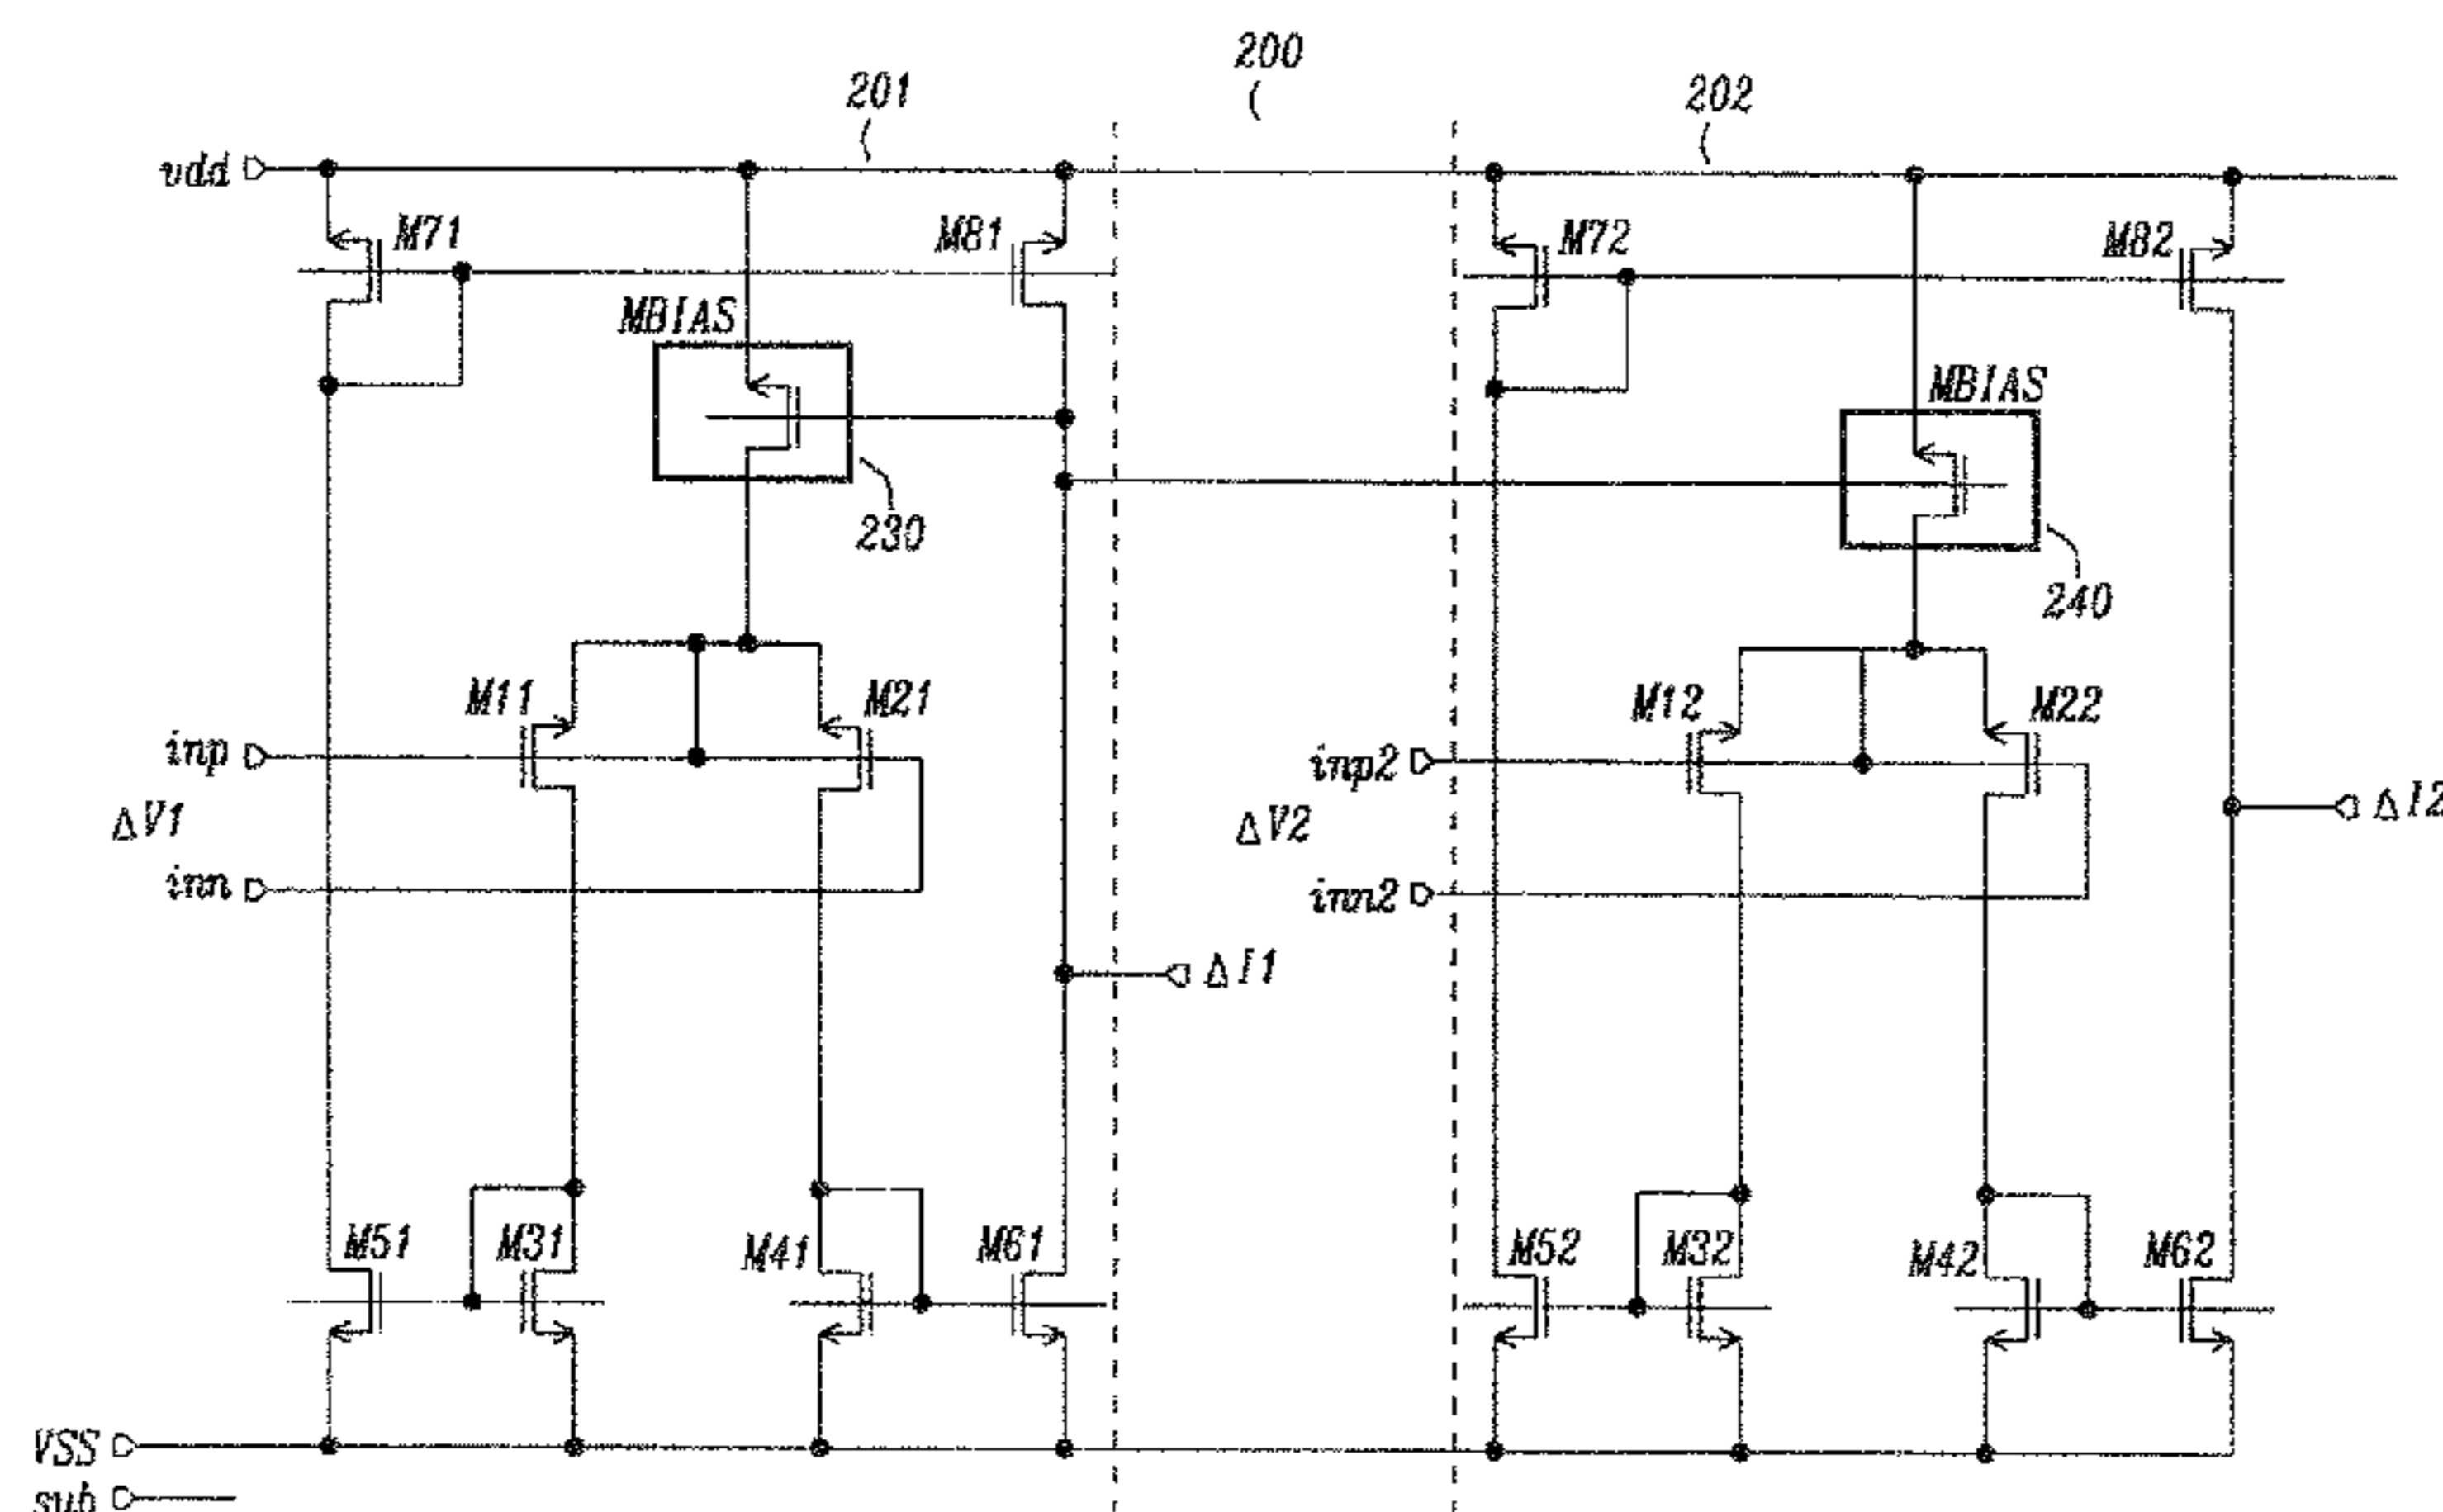 200
201
202
vdd
M71
M81
M72
M82
MBIAS
MBIAS
230
240
M11
M21
M12
M22
inp
inp2
ΔV1
ΔV2
ΔI2
inn
inn2
ΔI1
M51
M31
M41
M61
M52
M32
M42
M62
VSS
sub